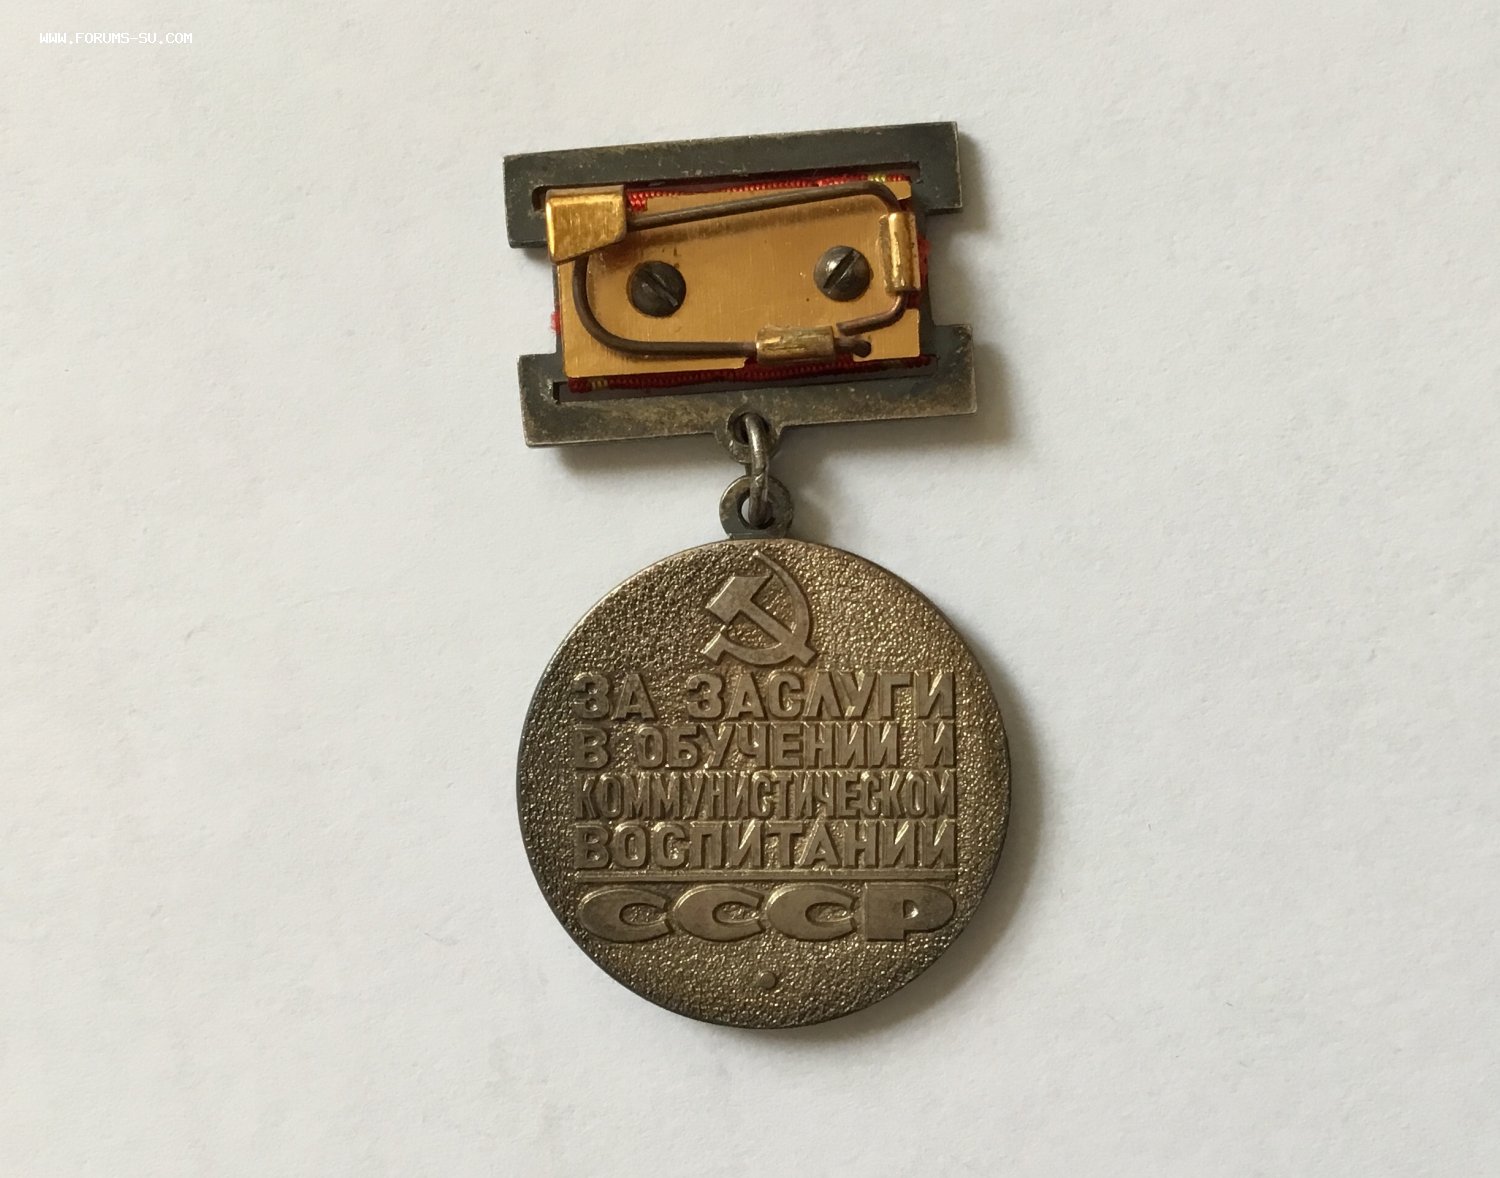 WWW.FORUMS-SU.COM
ЗА ЗАСЛУГИ
В ОБУЧЕНИИ И
КОММУНИСТИЧЕСКОМ
ВОСПИТАНИИ
СССР